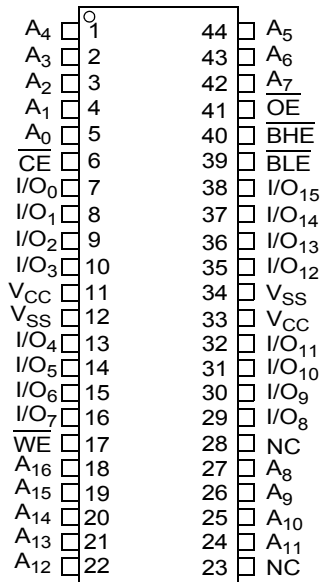 A4 1 44 A5
A3 2 43 A6
A2 3 42 A7
A1 4 41 OE
A0 5 40 BHE
CE 6 39 BLE
I/O0 7 38 I/O15
I/O1 8 37 I/O14
I/O2 9 36 I/O13
I/O3 10 35 I/O12
VCC 11 34 VSS
VSS 12 33 VCC
I/O4 13 32 I/O11
I/O5 14 31 I/O10
I/O6 15 30 I/O9
I/O7 16 29 I/O8
WE 17 28 NC
A16 18 27 A8
A15 19 26 A9
A14 20 25 A10
A13 21 24 A11
A12 22 23 NC